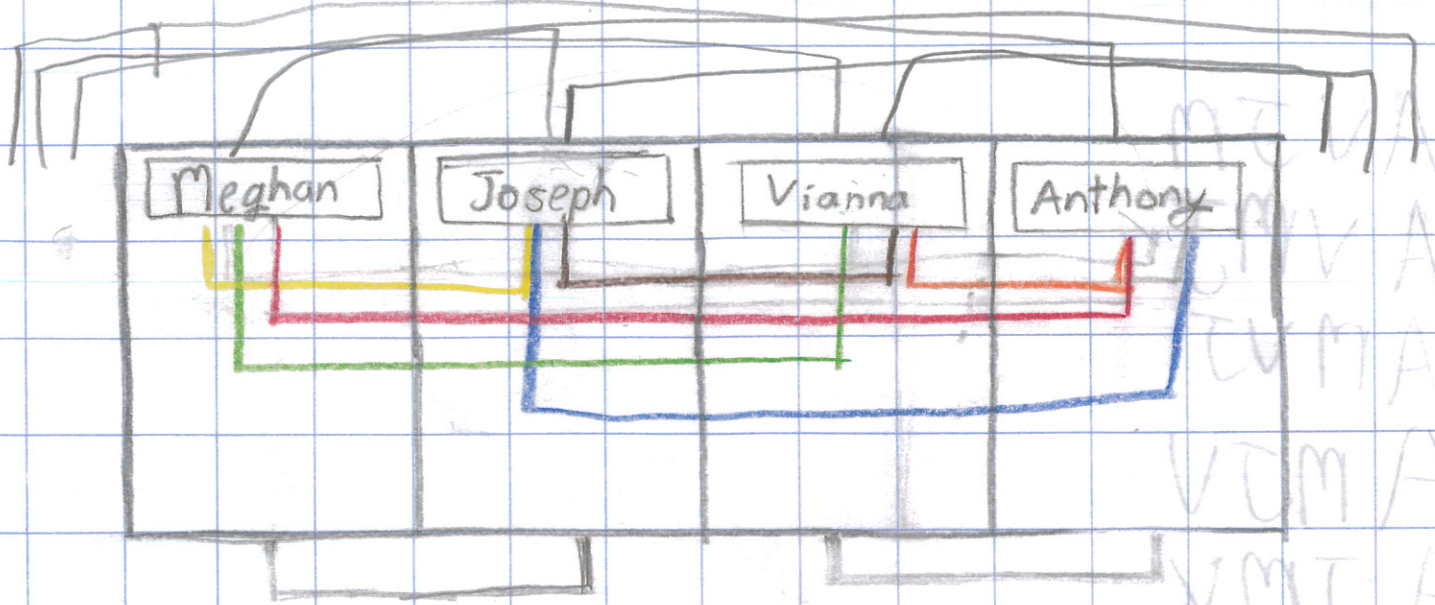 Meghan Joseph Vianna Anthony
M J V A
J M V A
J V M A
V J M A
V M J A